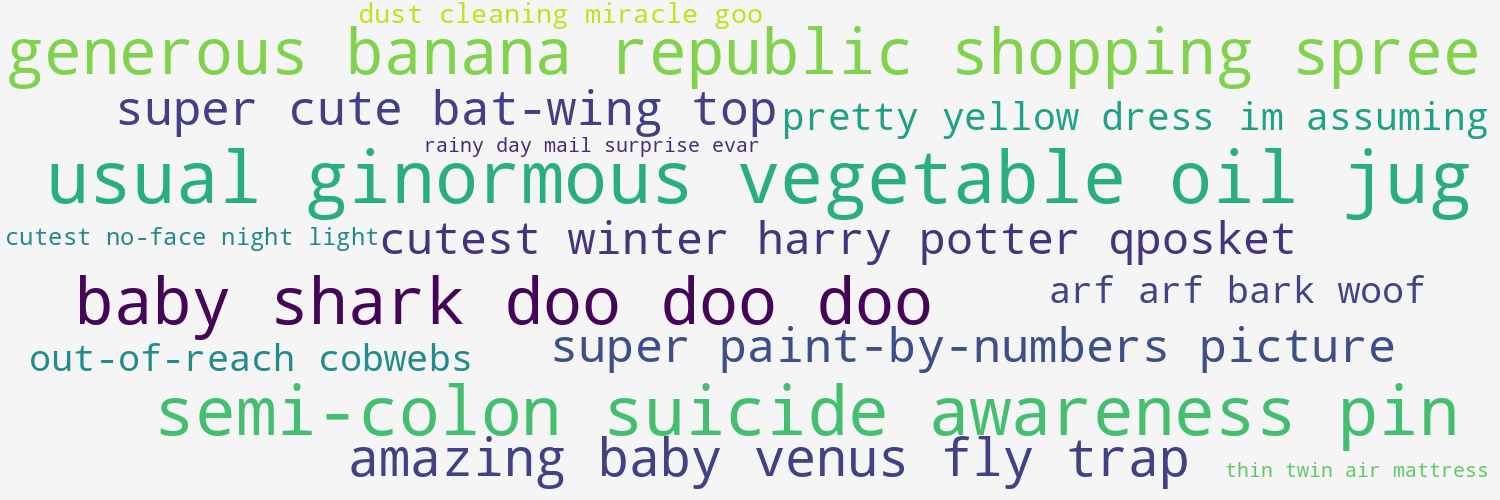 dust cleaning miracle goo
generous banana republic shopping spree
super cute bat-wing top
pretty yellow dress im assuming
rainy day mail surprise evar
usual ginormous vegetable oil jug
cutest no-face night light
cutest winter harry potter qposket
baby shark doo doo doo
arf arf bark woof
out-of-reach cobwebs
super paint-by-numbers picture
semi-colon suicide awareness pin
amazing baby venus fly trap
thin twin air mattress